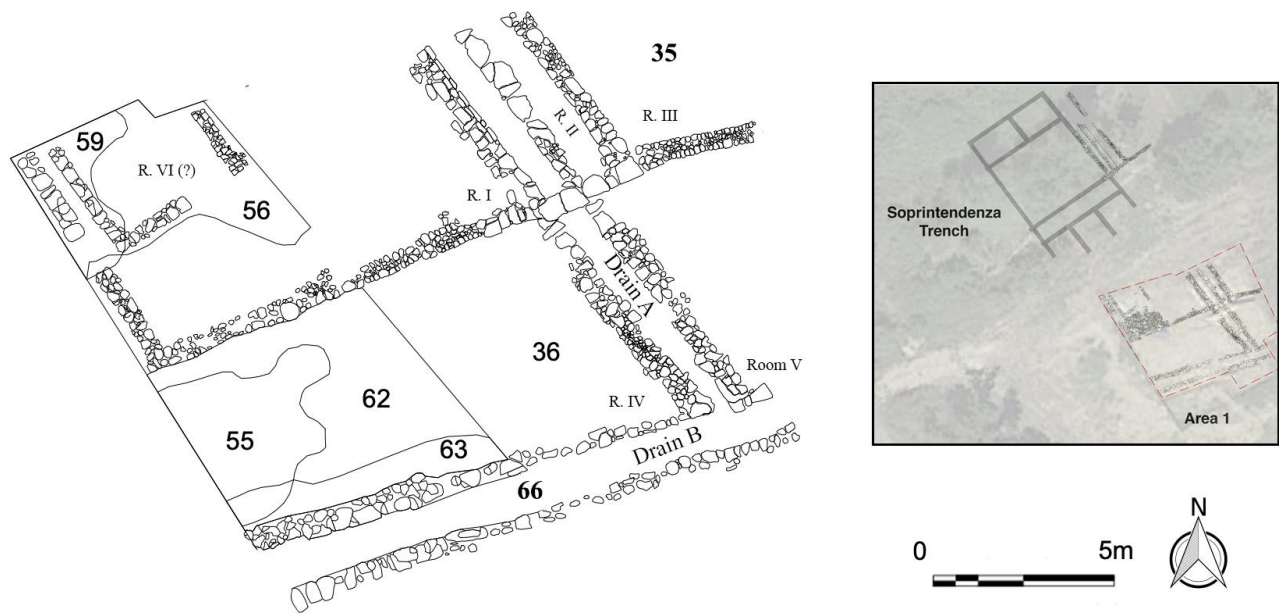 35
R. III
R. II
59
R. VI (?)
R. I
56
Drain A
36
Room V
62
R. IV
55
63
Drain B
66
Soprintendenza
Trench
Area 1
N
0
5m